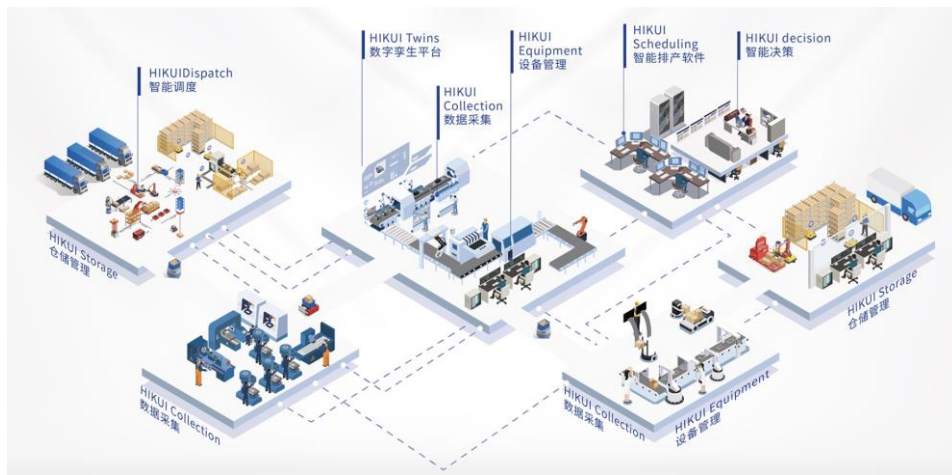 HIKUI Twins
数字孪生平台
HIKUI
Equipment
设备管理
HIKUI
Scheduling
智能排产软件
HIKUI decision
智能决策
HIKUIDispatch
智能调度
HIKUI
Collection
数据采集
HIKUI Storage
仓储管理
HIKUI Storage
仓储管理
HIKUI Collection
数据采集
HIKUI Collection
数据采集
HIKUI Equipment
设备管理